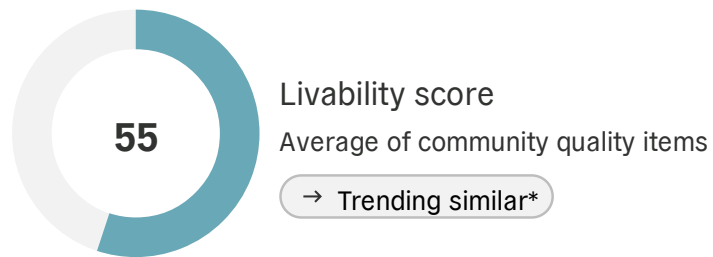 55
Livability score
Average of community quality items
→ Trending similar*